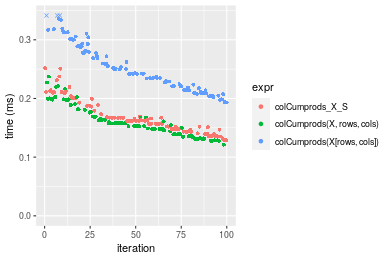 0.3
0.2
0.1
0.0
time (ms)
0
25
50
75
100
iteration
expr
colCumprods_X_S
colCumprods(X, rows, cols)
colCumprods(X[rows, cols])